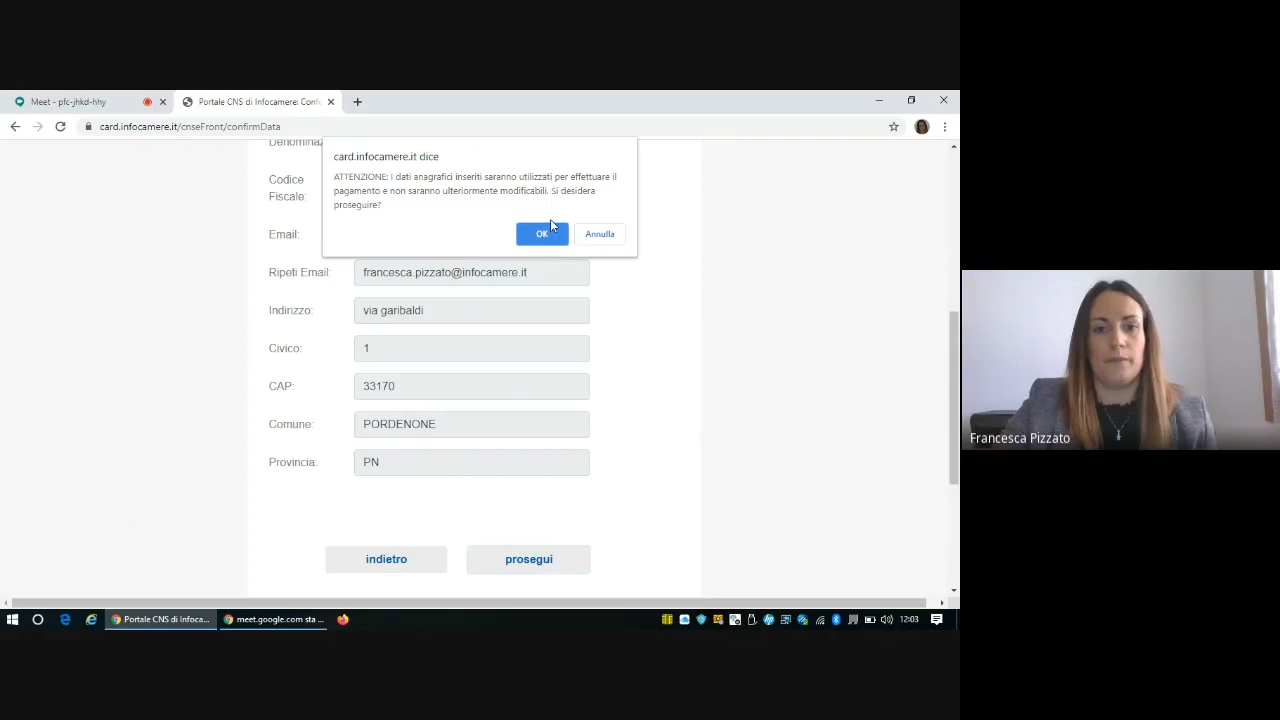 Meet - pfc-jhkd-hhy
Portale CNS di Infocamere: Conf
card.infocamere.it/cnseFront/confirmData
card.infocamere.it dice
ATTENZIONE: I dati anagrafici inseriti saranno utilizzati per effettuare il
pagamento e non saranno ulteriormente modificabili. Si desidera
proseguire?
OK
Annulla
Codice
Fiscale:
Email:
Ripeti Email: francesca.pizzato@infocamere.it
Indirizzo: via garibaldi
Civico: 1
CAP: 33170
Comune: PORDENONE
Provincia: PN
indietro
prosegui
Francesca Pizzato
Portale CNS di Infoca...
meet.google.com sta ...
12:03